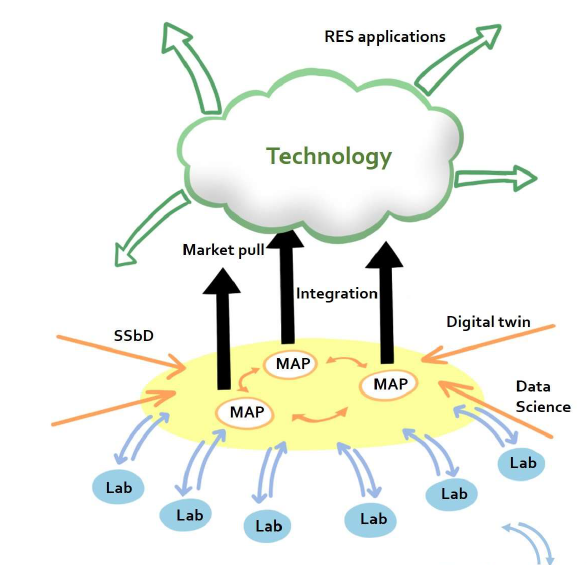 RES applications
Technology
Market pull
Integration
SSbD
Digital twin
MAP
MAP
MAP
Data
Science
Lab
Lab
Lab
Lab
Lab
Lab